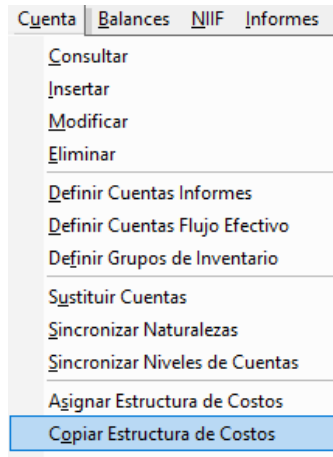 Cuenta Balances NIIF Informes
Consultar
Insertar
Modificar
Eliminar
Definir Cuentas Informes
Definir Cuentas Flujo Efectivo
Definir Grupos de Inventario
Sustituir Cuentas
Sincronizar Naturalezas
Sincronizar Niveles de Cuentas
Asignar Estructura de Costos
Copiar Estructura de Costos